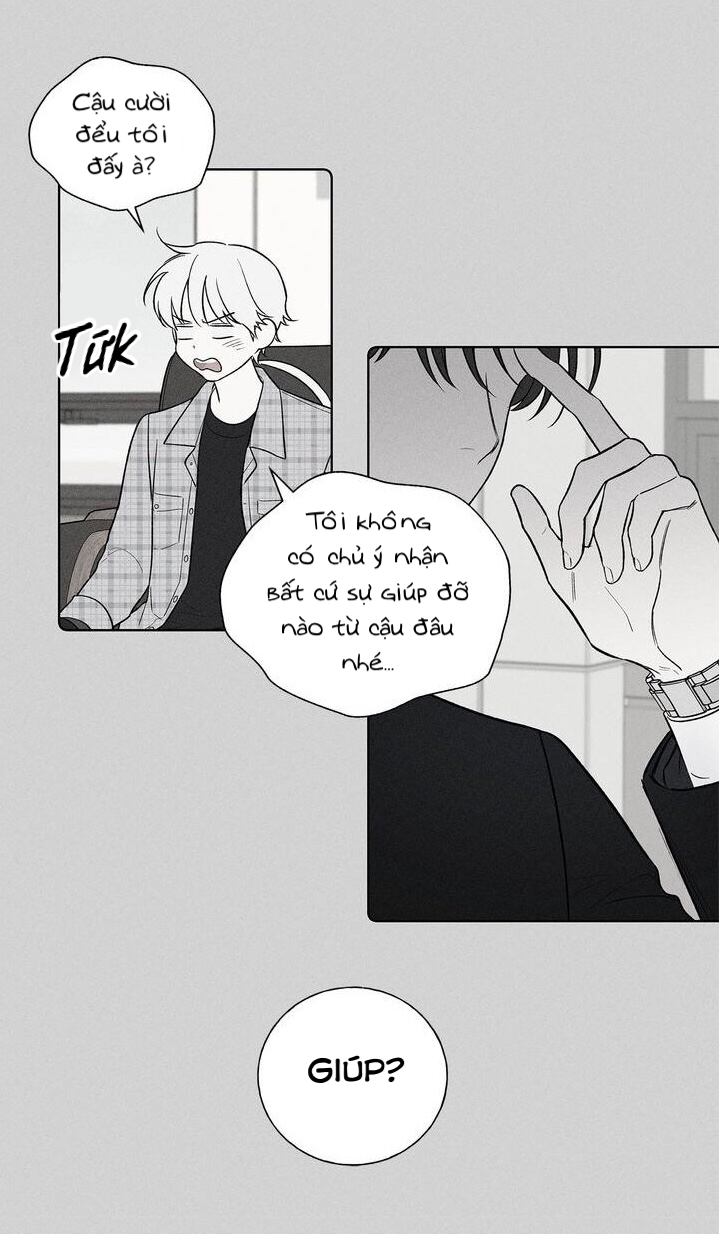 Cậu cười
đểu tôi
đấy à?
Tứk
Tôi không
có chủ ý nhận
Bất cứ sự giúp đỡ
nào từ cậu đâu
nhé...
GIÚP?